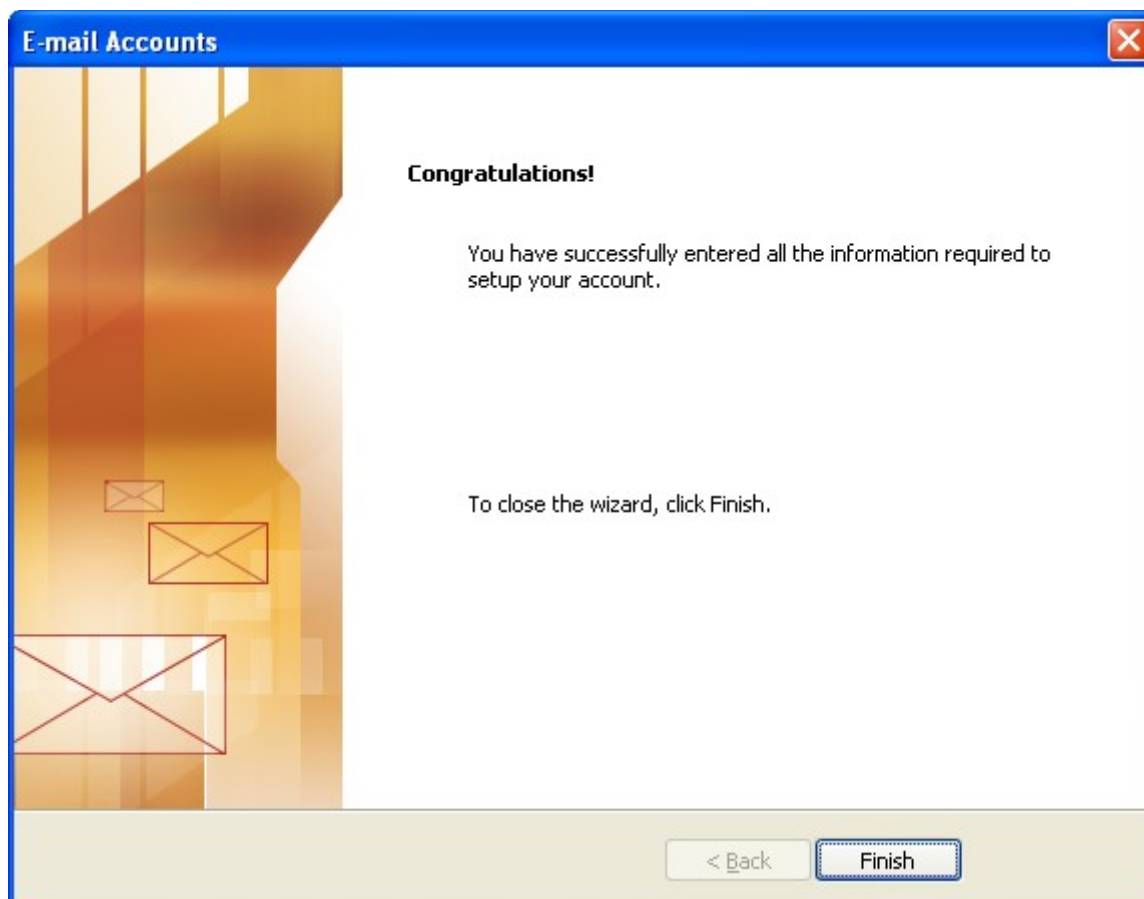 E-mail Accounts
Congratulations!
You have successfully entered all the information required to
setup your account.
To close the wizard, click Finish.
< Back
Finish